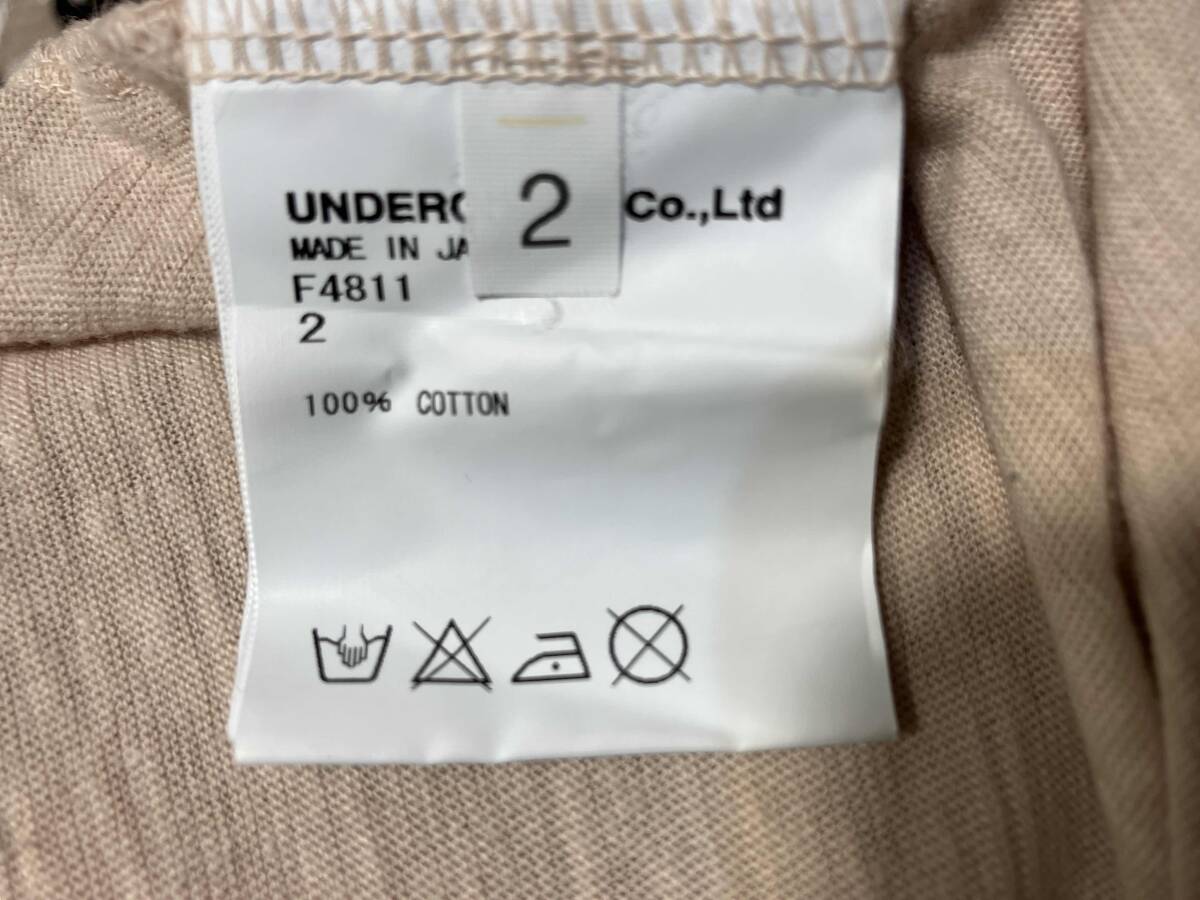 UNDERC 2 Co.,Ltd
MADE IN JA
F4811
2
100% COTTON